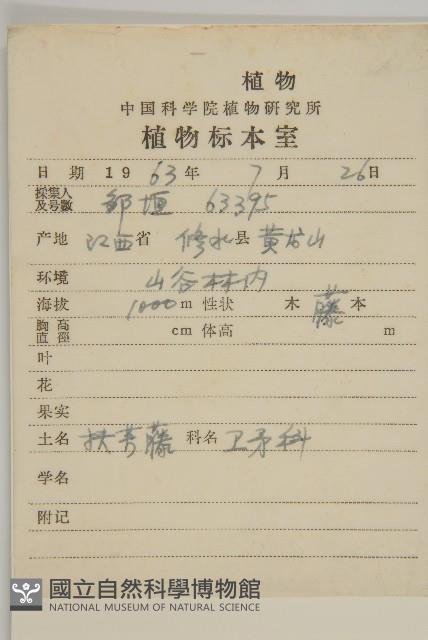 植物
中国科学院植物研究所
植物标本室
日 期 1963年 7月 26日
採集人及号数 邹垣 63395
产地 江西省 修水县 黄龙山
环境 山谷林内
海拔 1000 m 性状 木 藤 本
胸高直徑 cm 体高 m
叶
花
果实
土名 扶芳藤 科名 卫矛科
学名
附记
國立自然科學博物館
NATIONAL MUSEUM OF NATURAL SCIENCE